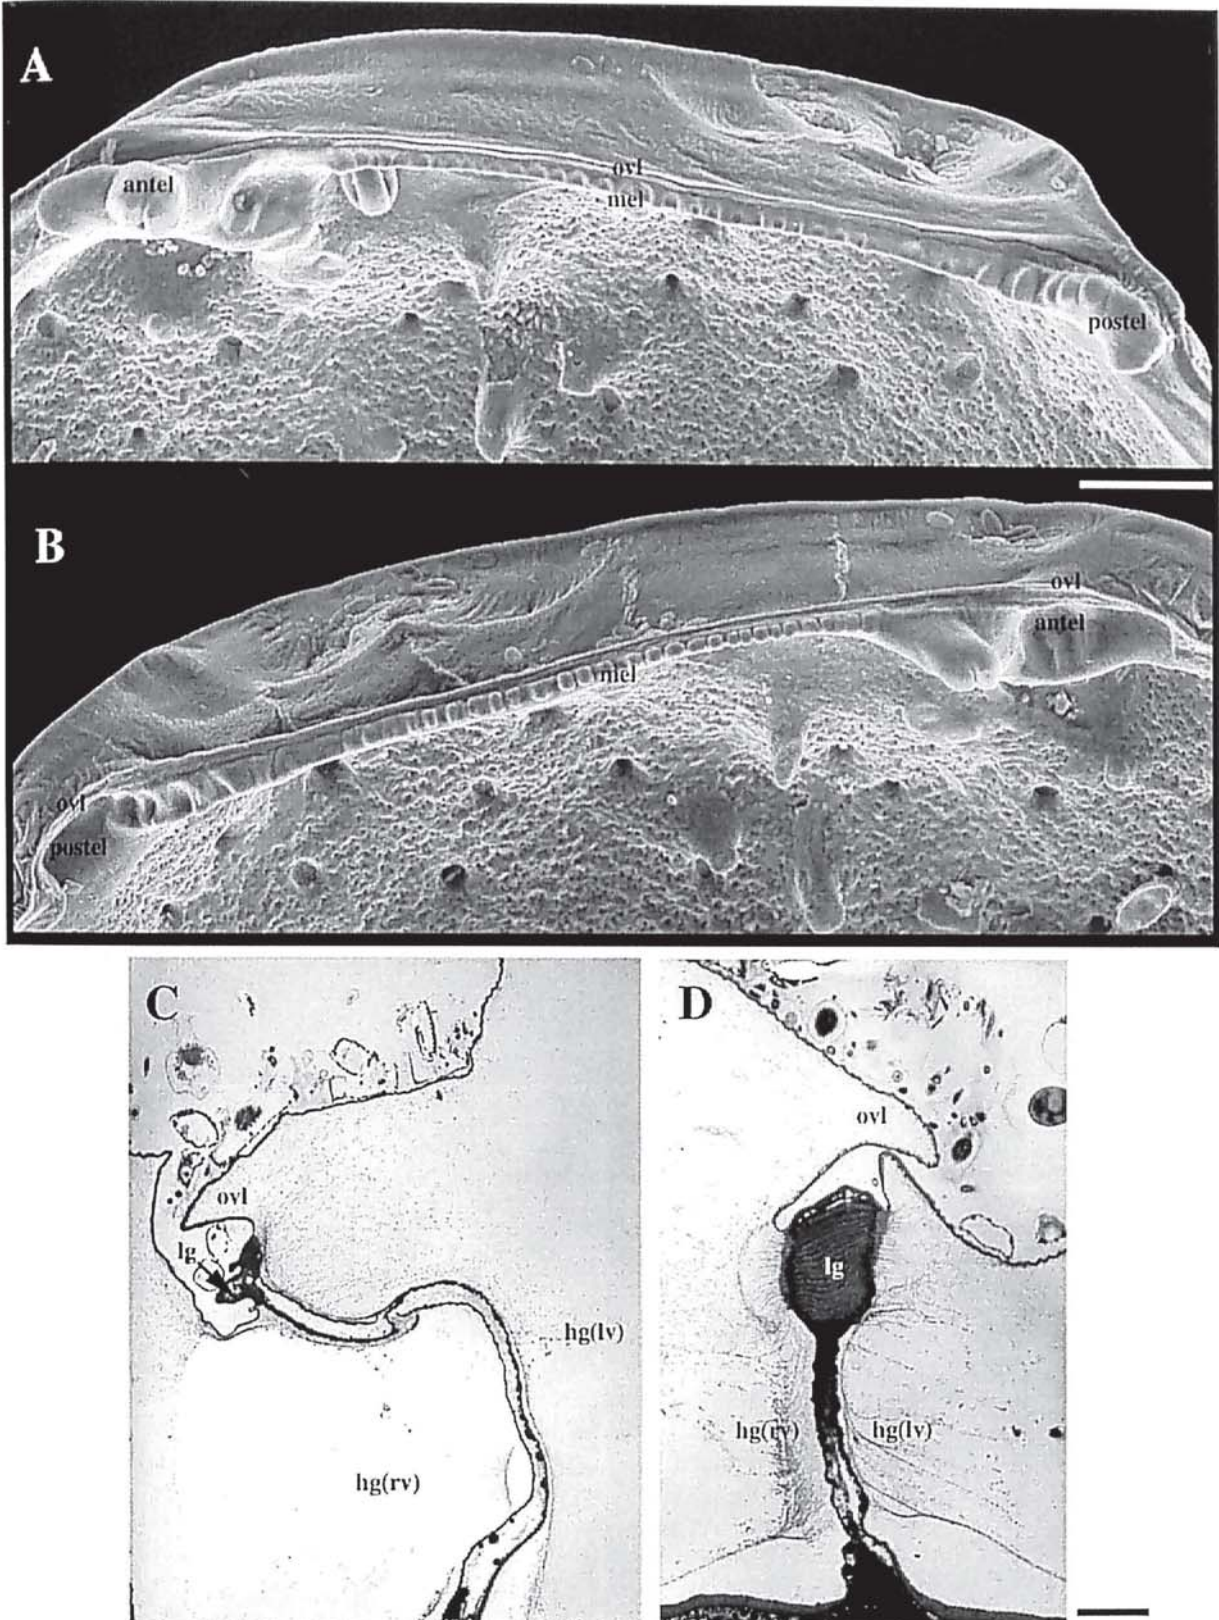 A
antel
ovl
mel
postel
B
ovl
antel
mel
ovl
postel
C
ovl
lg
hg(lv)
hg(rv)
D
ovl
lg
hg(rv)
hg(lv)